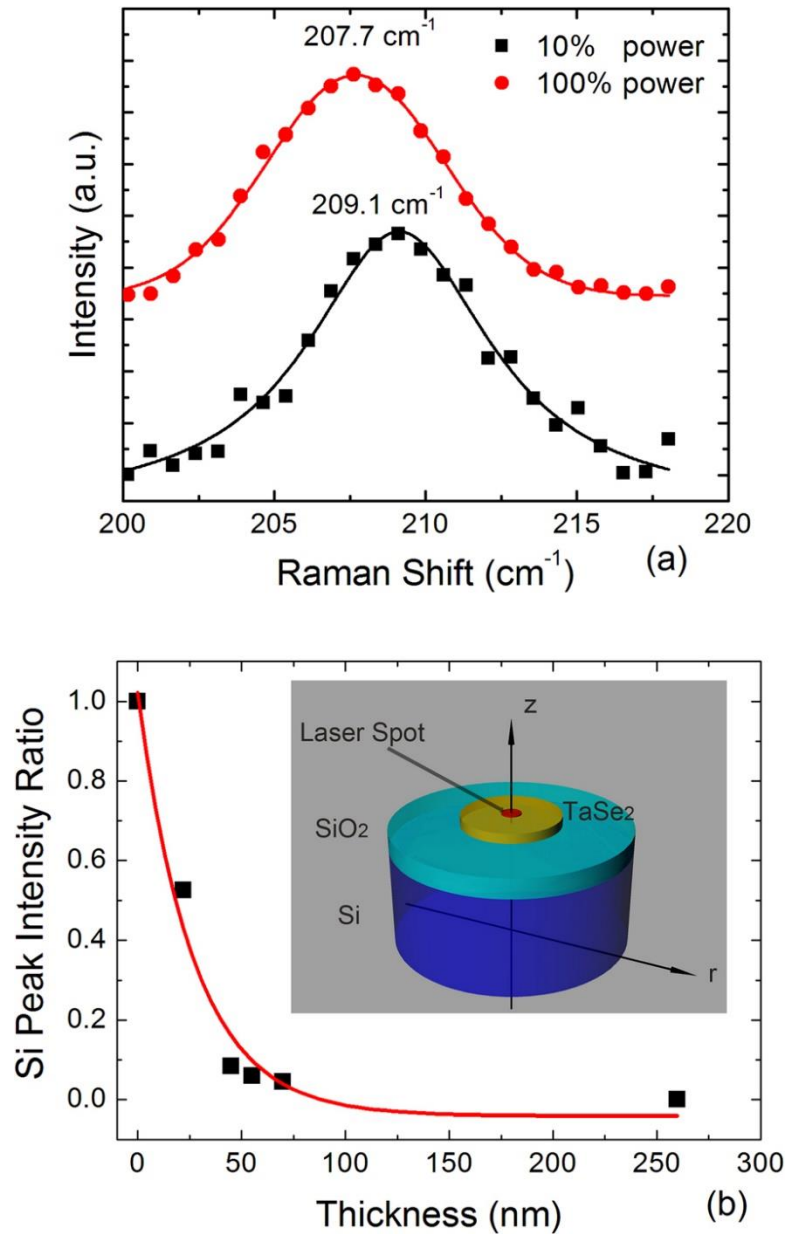 207.7 cm⁻¹
10% power
100% power
209.1 cm⁻¹
Intensity (a.u.)
200 205 210 215 220
Raman Shift (cm⁻¹)
(a)
1.0
0.8
0.6
0.4
0.2
0.0
Si Peak Intensity Ratio
z
Laser Spot
TaSe₂
SiO₂
Si
r
0 50 100 150 200 250 300
Thickness (nm)
(b)